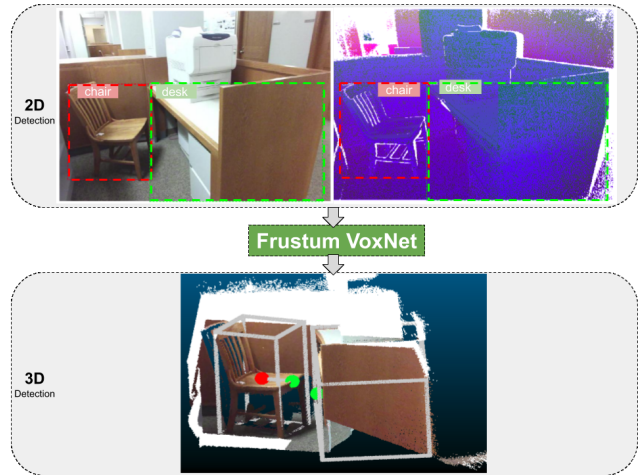 chair
desk
chair
desk
2D
Detection
Frustum VoxNet
3D
Detection